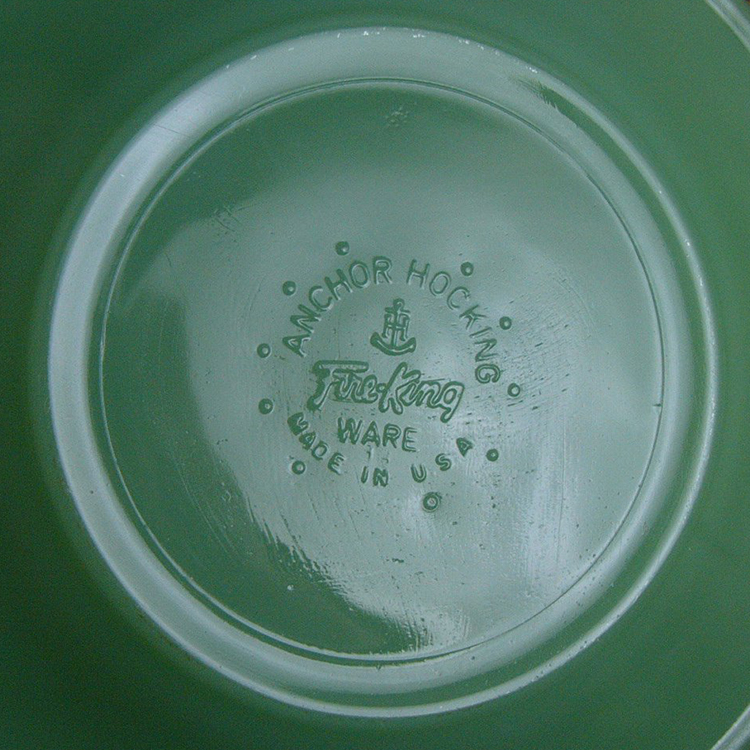 ANCHOR HOCKING
H
Fire-King
WARE
MADE IN USA